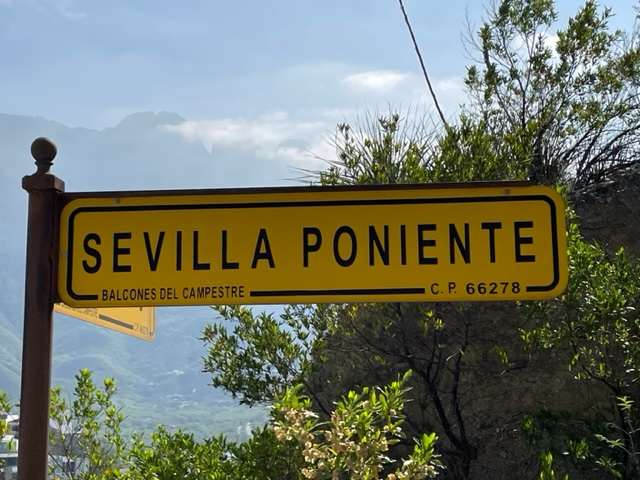 SEVILLA PONIENTE
BALCONES DEL CAMPESTRE C. P. 66278